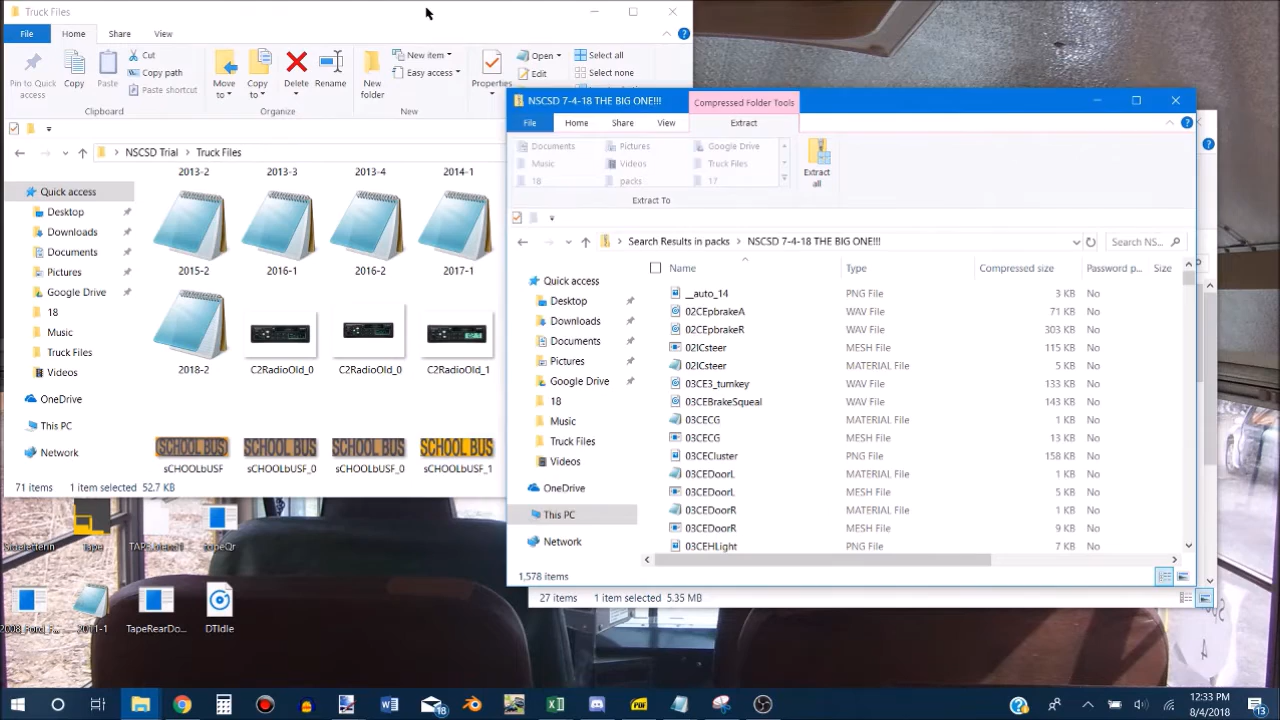 Truck Files
File Home Share View
Pin to Quick access
Copy
Paste
Cut
Copy path
Paste shortcut
Clipboard
Move to
Copy to
Delete
Rename
Organize
New folder
New item
Easy access
New
Properties
Open
Edit
Select all
Select none
NSCSD Trial Truck Files
Quick access
Desktop
Downloads
Documents
Pictures
Google Drive
18
Music
Truck Files
Videos
OneDrive
This PC
Network
2013-2 2013-3 2013-4 2014-1
2015-2 2016-1 2016-2 2017-1
2018-2 C2RadioOld_0 C2RadioOld_0 C2RadioOld_1
SCHOOL BUS SCHOOL BUS SCHOOL BUS SCHOOL BUS
sCHOOLbUSF sCHOOLbUSF_0 sCHOOLbUSF_0 sCHOOLbUSF_1
71 items 1 item selected 52.7 KB
NSCSD 7-4-18 THE BIG ONE!!! Compressed Folder Tools
File Home Share View Extract
Documents Pictures Google Drive
Music Videos Truck Files
18 packs 17
Extract To
Extract all
Search Results in packs NSCSD 7-4-18 THE BIG ONE!!! Search NS...
Quick access
Desktop
Downloads
Documents
Pictures
Google Drive
18
Music
Truck Files
Videos
OneDrive
This PC
Network
Name Type Compressed size Password p... Size
__auto_14 PNG File 3 KB No
02CEpbrakeA WAV File 71 KB No
02CEpbrakeR WAV File 303 KB No
02ICsteer MESH File 115 KB No
02ICsteer MATERIAL File 5 KB No
03CE3_turnkey WAV File 133 KB No
03CEBrakeSqueal WAV File 143 KB No
03CECG MATERIAL File 1 KB No
03CECG MESH File 13 KB No
03CECluster PNG File 158 KB No
03CEDoorL MATERIAL File 1 KB No
03CEDoorL MESH File 5 KB No
03CEDoorR MATERIAL File 1 KB No
03CEDoorR MESH File 9 KB No
03CEHLight PNG File 7 KB No
1,578 items
27 items 1 item selected 5.35 MB
Tape
2011-1 TapeRearDo... DTIdle
12:33 PM
8/4/2018